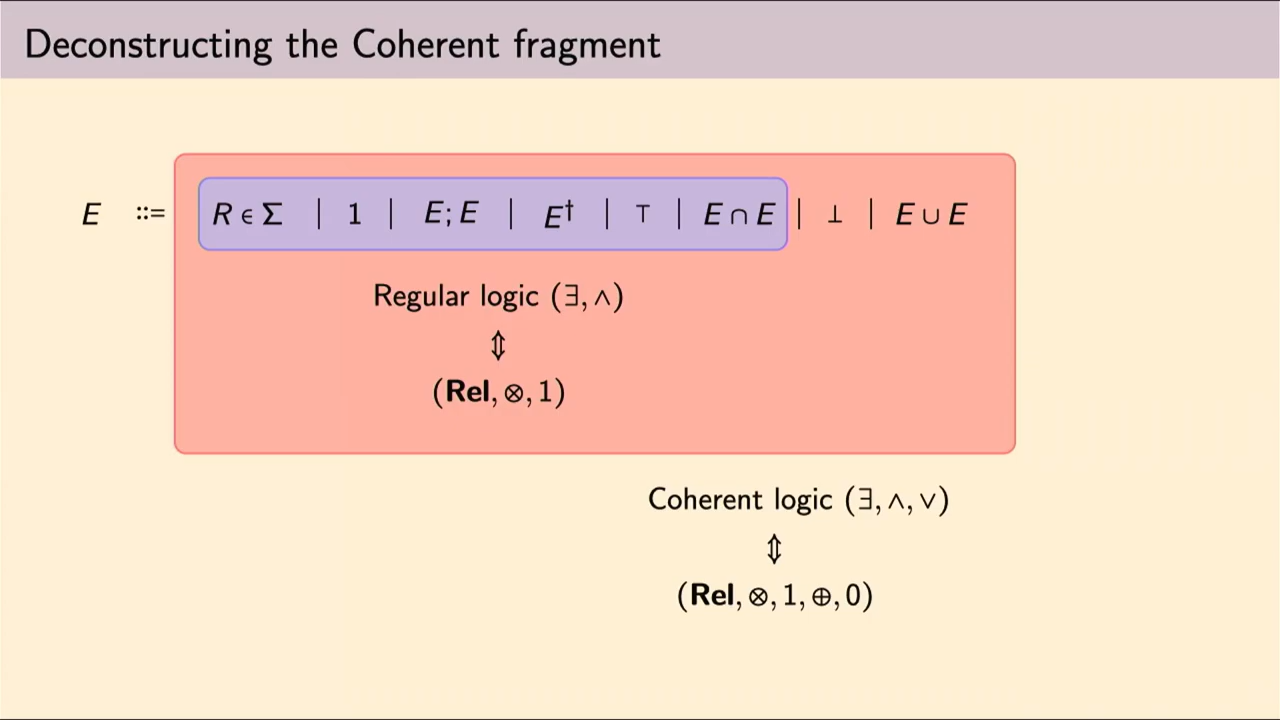 Deconstructing the Coherent fragment
E ::= R ∈ Σ | 1 | E; E | E† | ⊤ | E ∩ E | ⊥ | E ∪ E
Regular logic (∃, ∧)
⇕
(Rel, ⊗, 1)
Coherent logic (∃, ∧, ∨)
⇕
(Rel, ⊗, 1, ⊕, 0)